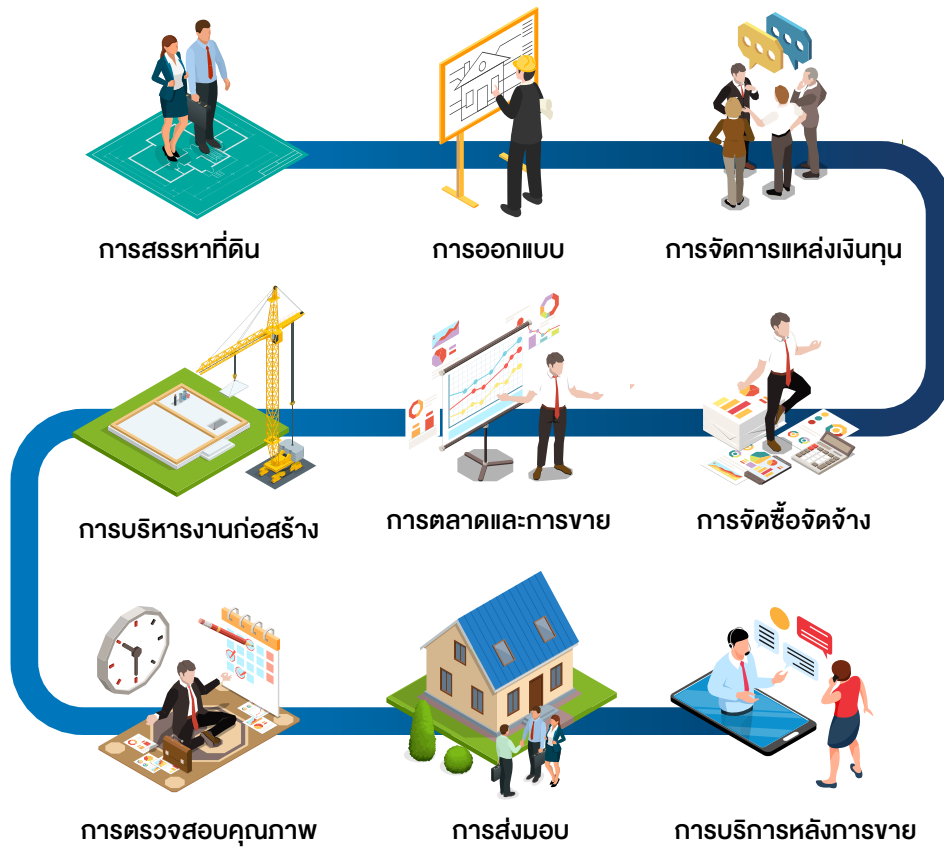 การสรรหาที่ดิน
การออกแบบ
การจัดการแหล่งเงินทุน
การบริหารงานก่อสร้าง
การตลาดและการขาย
การจัดซื้อจัดจ้าง
การตรวจสอบคุณภาพ
การส่งมอบ
การบริการหลังการขาย